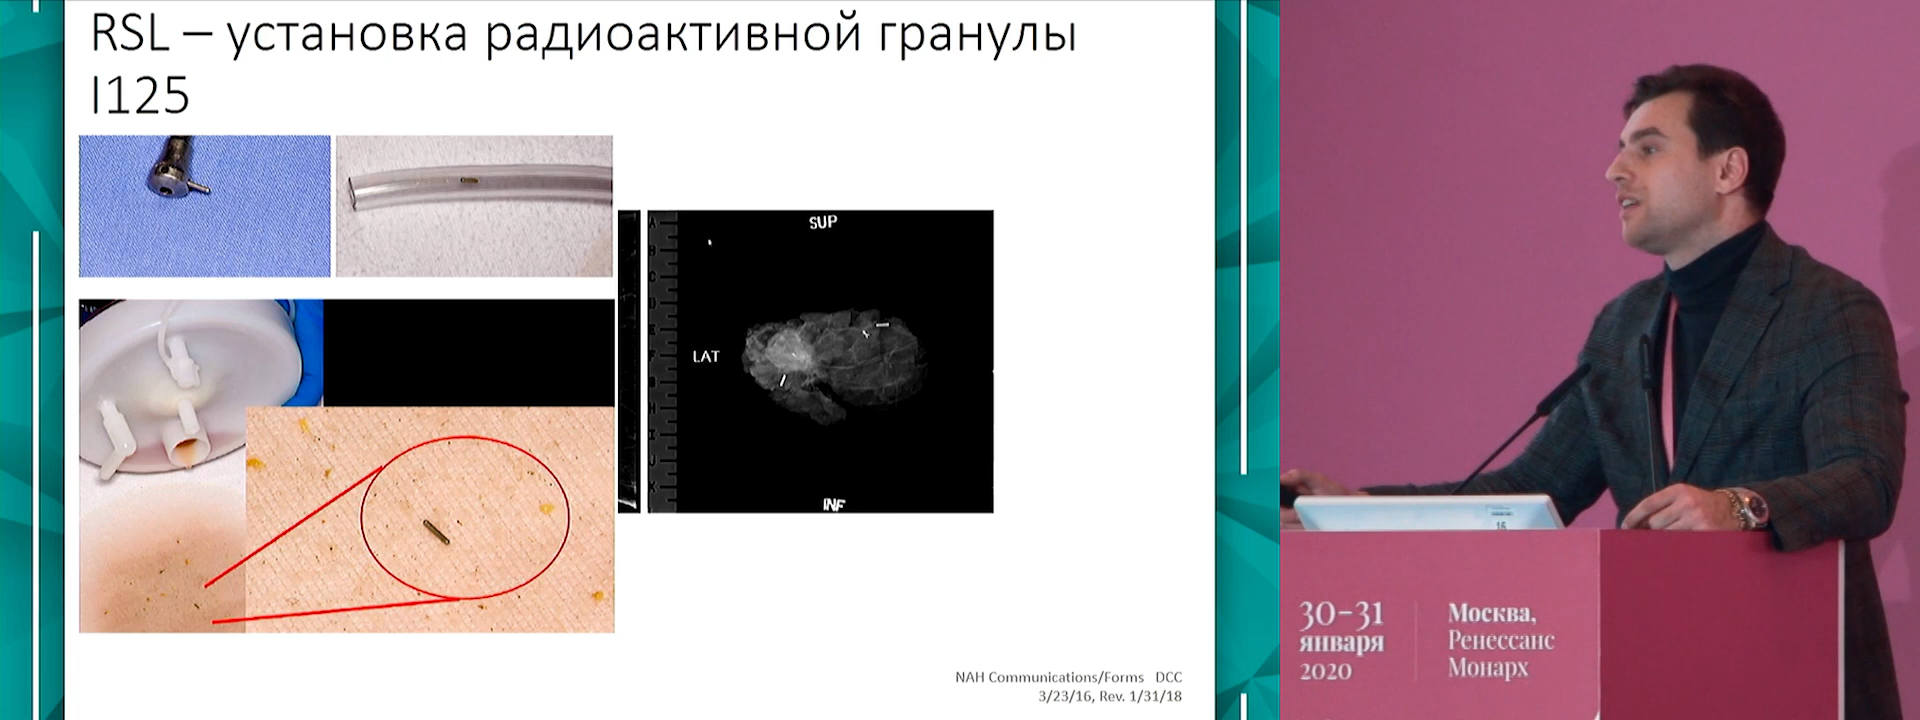 RSL – установка радиоактивной гранулы
I125
SUP
LAT
INF
NAH Communications/Forms DCC
3/23/16, Rev. 1/31/18
16
30–31
января
2020
Москва,
Ренессанс
Монарх